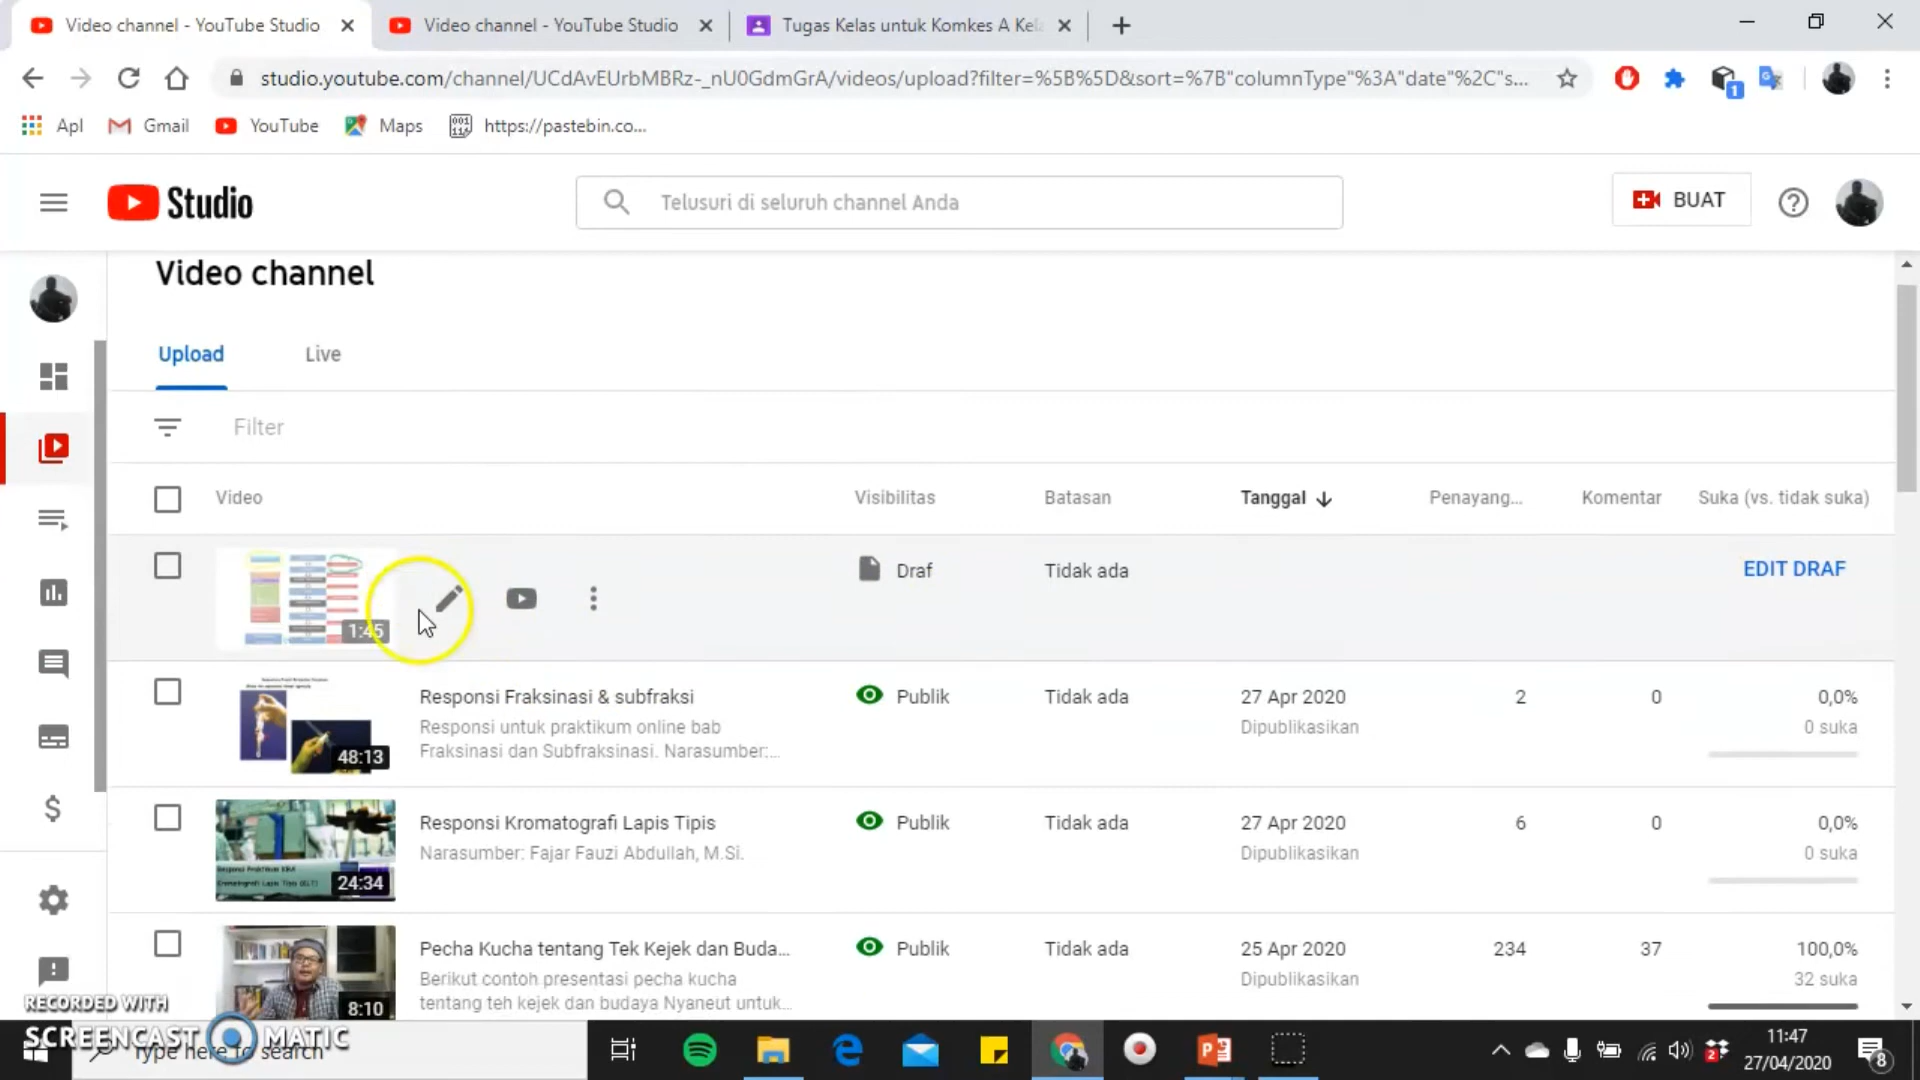 Video channel - YouTube Studio
Video channel - YouTube Studio
Tugas Kelas untuk Komkes A Kela
studio.youtube.com/channel/UCdAvEUrbMBRz-_nU0GdmGrA/videos/upload?filter=%5B%5D&sort=%7B"columnType"%3A"date"%2C"s...
1
Apl
Gmail
YouTube
Maps
https://pastebin.co...
Studio
Telusuri di seluruh channel Anda
BUAT
Video channel
Upload
Live
Filter
Video
Visibilitas
Batasan
Tanggal
Penayang...
Komentar
Suka (vs. tidak suka)
1:45
Draf
Tidak ada
EDIT DRAF
48:13
Responsi Fraksinasi & subfraksi
Responsi untuk praktikum online bab
Fraksinasi dan Subfraksinasi. Narasumber:...
Publik
Tidak ada
27 Apr 2020
Dipublikasikan
2
0
0,0%
0 suka
24:34
Responsi Kromatografi Lapis Tipis
Narasumber: Fajar Fauzi Abdullah, M.Si.
Publik
Tidak ada
27 Apr 2020
Dipublikasikan
6
0
0,0%
0 suka
8:10
Pecha Kucha tentang Tek Kejek dan Buda...
Berikut contoh presentasi pecha kucha
tentang teh kejek dan budaya Nyaneut untuk...
Publik
Tidak ada
25 Apr 2020
Dipublikasikan
234
37
100,0%
32 suka
RECORDED WITH
SCREENCAST MATIC
Type here to search
2
11:47
27/04/2020
8